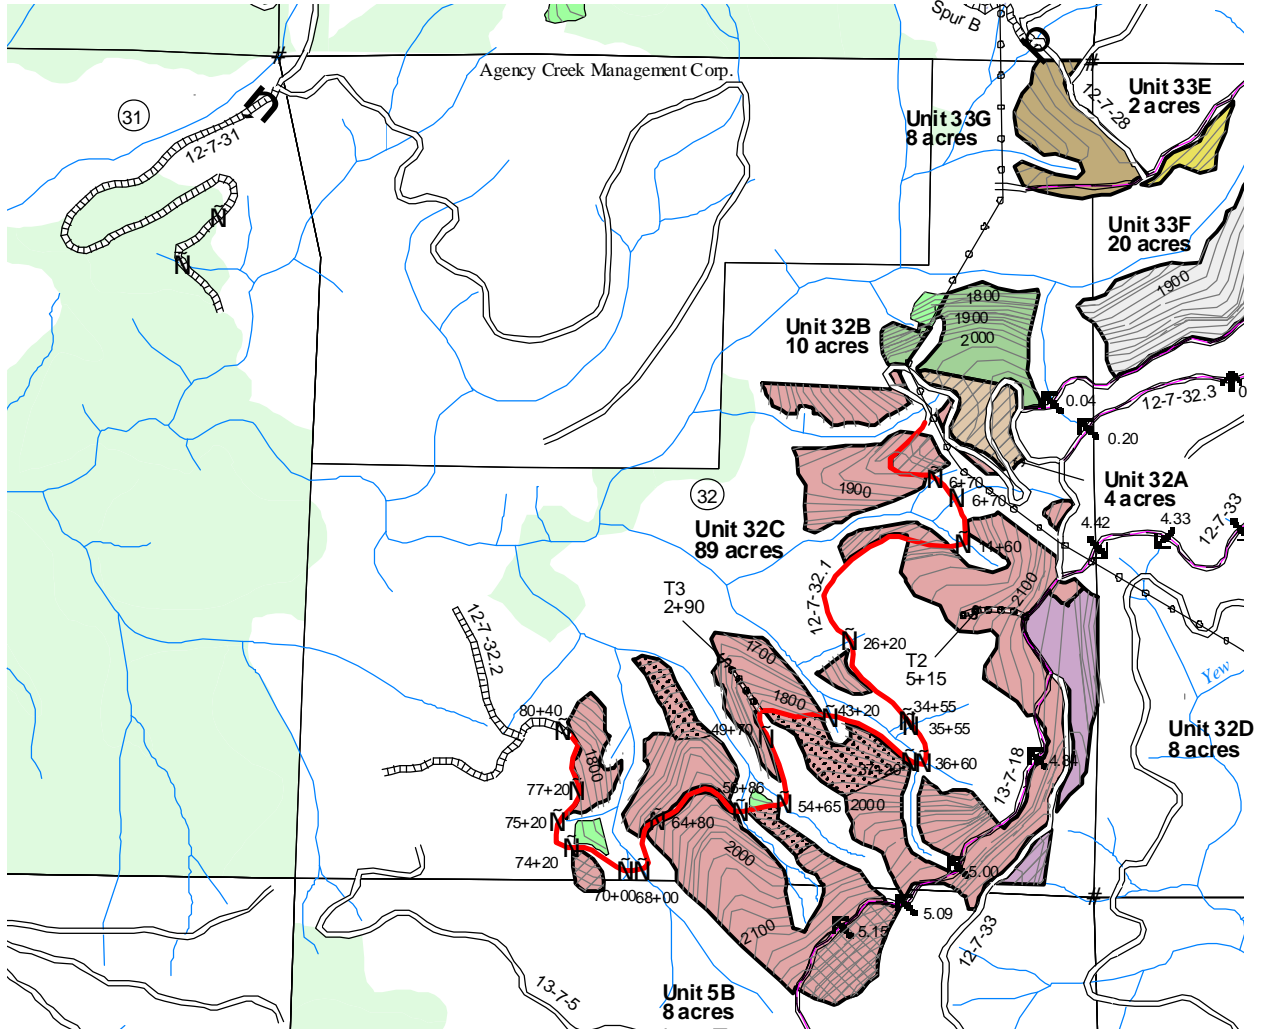 Spur B
#
#
Agency Creek Management Corp.
31
12-7-31
12-7-28
Unit 33E
2 acres
Unit 33G
8 acres
Unit 33F
20 acres
1900
1800
1900
2000
Unit 32B
10 acres
0.04
12-7-32.3
0
0.20
32
1900
6+70
6+70
Unit 32A
4 acres
Unit 32C
89 acres
4.42
4.33
12-7-33
11+60
2100
T3
2+90
12-7-32.1
12-7-32.2
1700
26+20
T2
5+15
Yew
1800
80+40
49+70
43+20
34+55
35+55
Unit 32D
8 acres
1800
37+20
36+60
4.84
13-7-18
77+20
56+86
54+65
2000
75+20
64+80
2000
74+20
5.00
70+00
68+00
#
5.09
2100
5.15
12-7-33
13-7-5
Unit 5B
8 acres